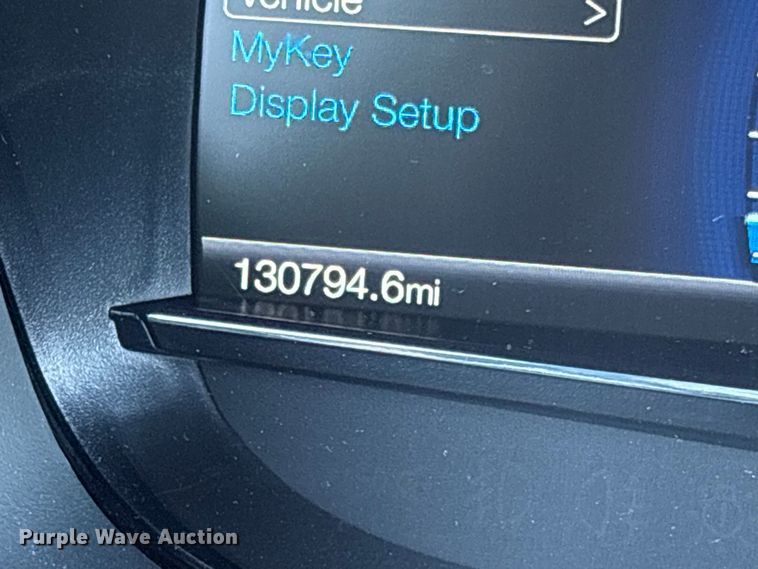 Vehicle >
MyKey
Display Setup
130794.6mi
Purple Wave Auction